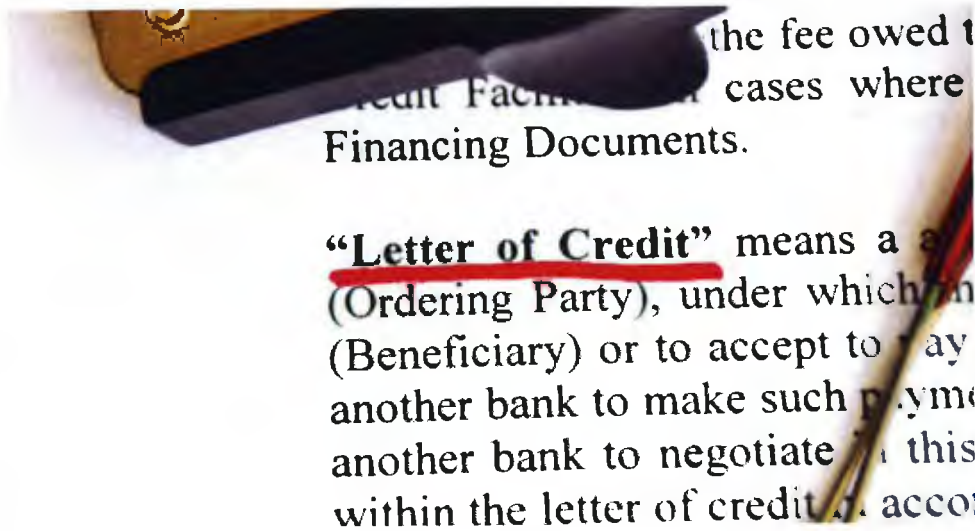 the fee owed
cases where
Financing Documents.
“Letter of Credit” means a
(Ordering Party), under which
(Beneficiary) or to accept to
another bank to make such
another bank to negotiate this
within the letter of credit